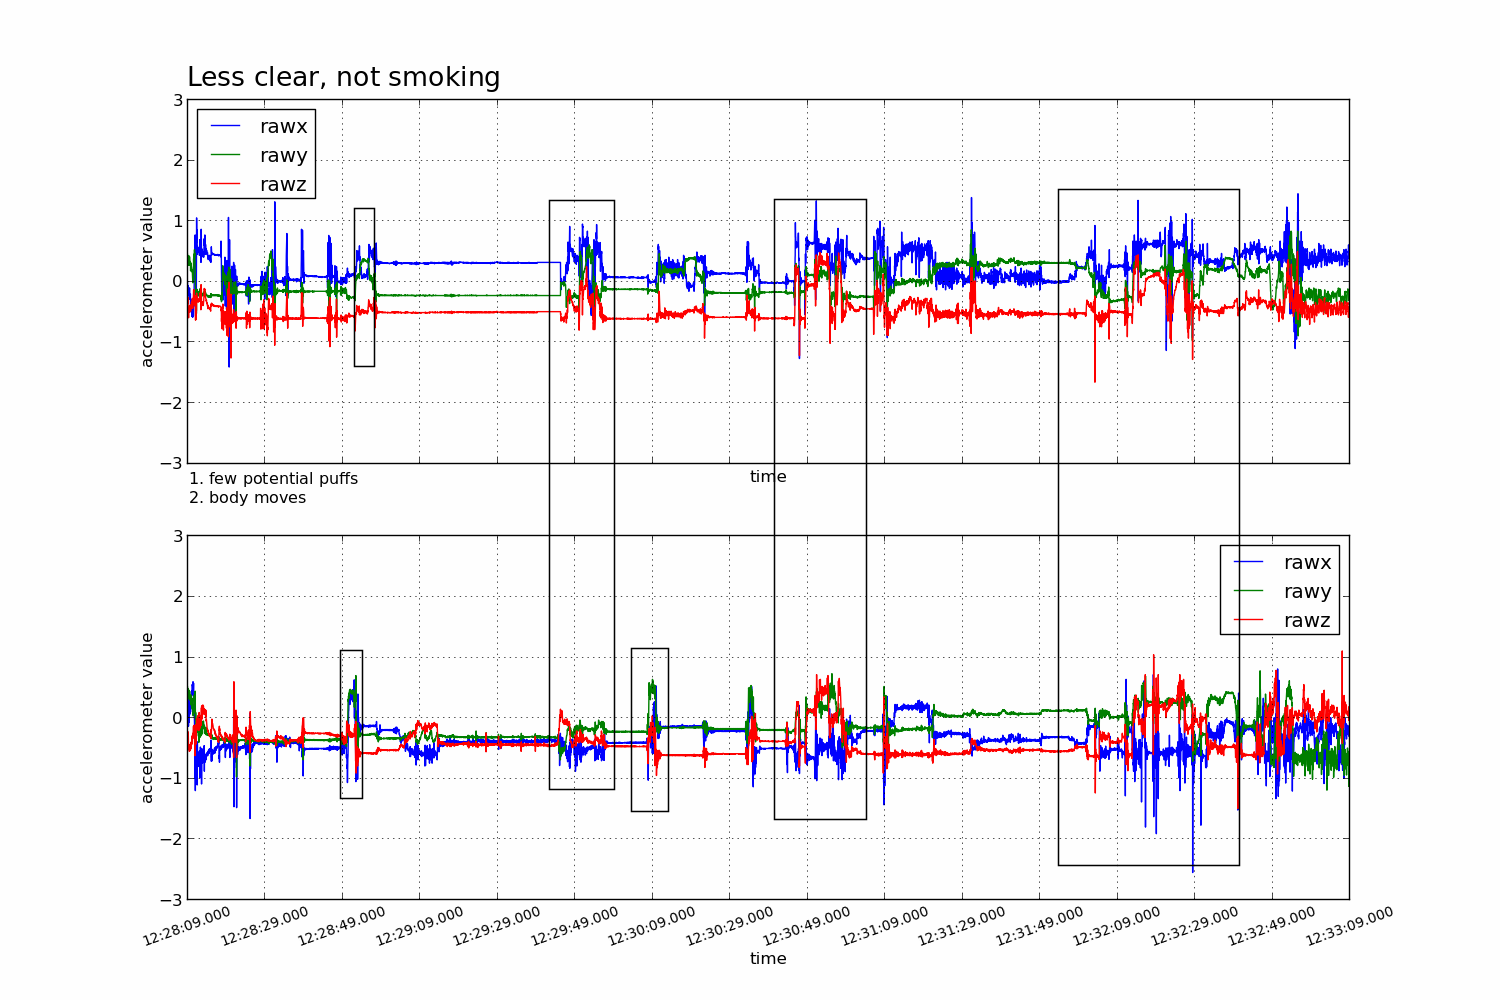 Less clear, not smoking
3
2
1
0
−1
−2
−3
accelerometer value
rawx
rawy
rawz
time
1. few potential puffs
2. body moves
3
2
1
0
−1
−2
−3
accelerometer value
rawx
rawy
rawz
12:28:09.000
12:28:29.000
12:28:49.000
12:29:09.000
12:29:29.000
12:29:49.000
12:30:09.000
12:30:29.000
12:30:49.000
12:31:09.000
12:31:29.000
12:31:49.000
12:32:09.000
12:32:29.000
12:32:49.000
12:33:09.000
time